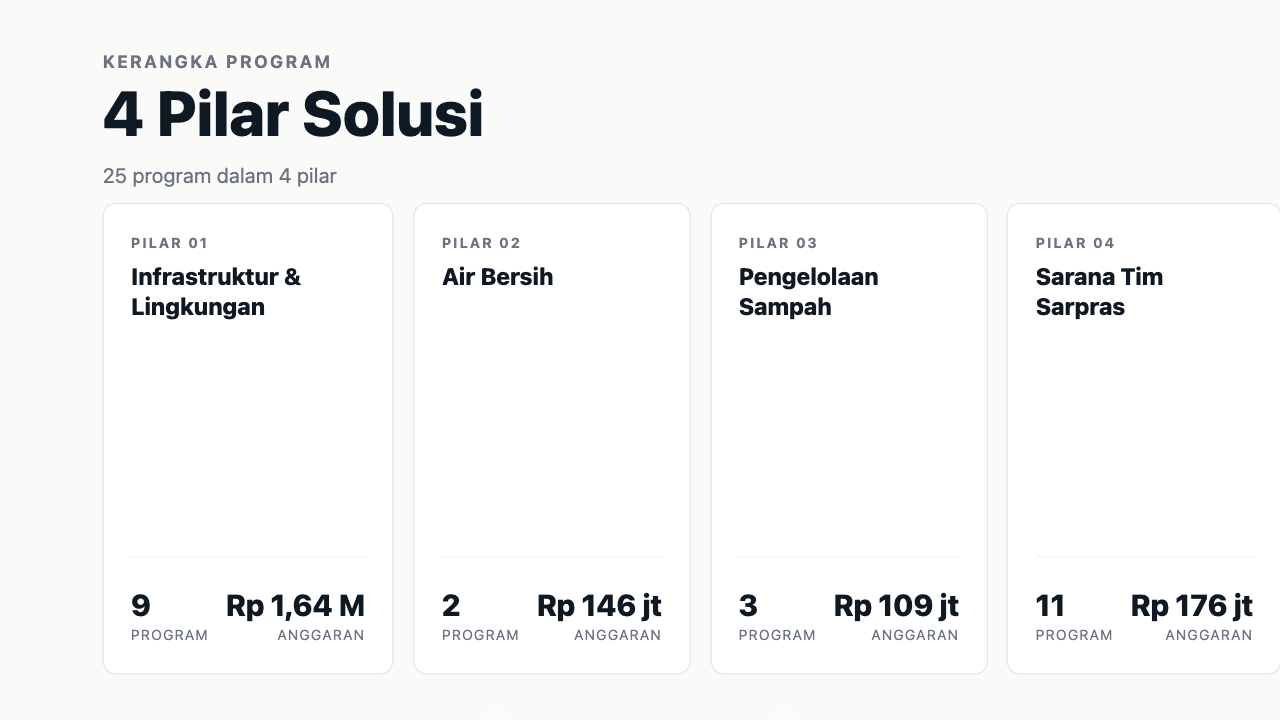 KERANGKA PROGRAM
4 Pilar Solusi
25 program dalam 4 pilar
PILAR 01
Infrastruktur &
Lingkungan
9
PROGRAM
Rp 1,64 M
ANGGARAN
PILAR 02
Air Bersih
2
PROGRAM
Rp 146 jt
ANGGARAN
PILAR 03
Pengelolaan
Sampah
3
PROGRAM
Rp 109 jt
ANGGARAN
PILAR 04
Sarana Tim
Sarpras
11
PROGRAM
Rp 176 jt
ANGGARAN